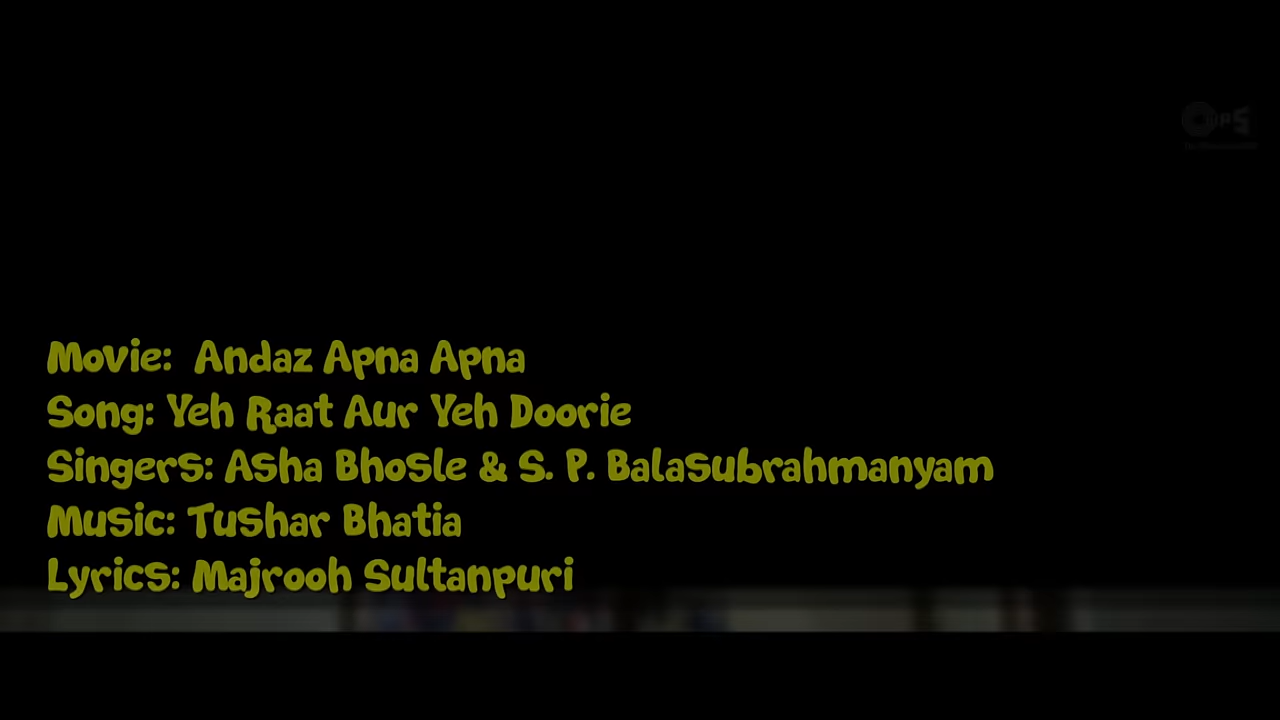 Movie: Andaz Apna Apna
Song: Yeh Raat Aur Yeh Doorie
Singers: Asha Bhosle & S. P. Balasubrahmanyam
Music: Tushar Bhatia
Lyrics: Majrooh Sultanpuri